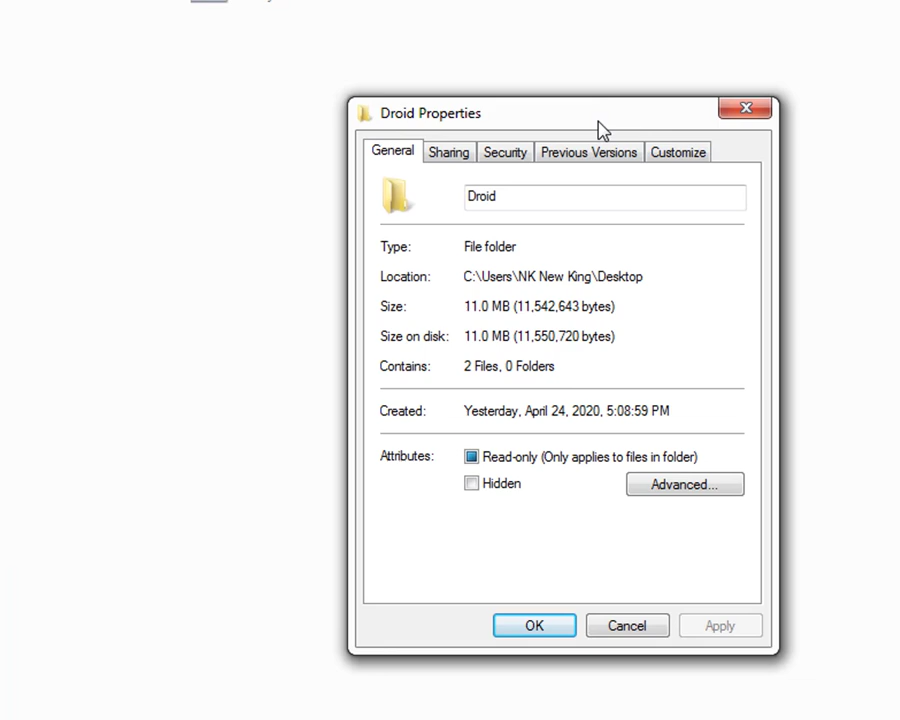 Droid Properties
General Sharing Security Previous Versions Customize
Droid
Type: File folder
Location: C:\Users\NK New King\Desktop
Size: 11.0 MB (11,542,643 bytes)
Size on disk: 11.0 MB (11,550,720 bytes)
Contains: 2 Files, 0 Folders
Created: Yesterday, April 24, 2020, 5:08:59 PM
Attributes: Read-only (Only applies to files in folder)
Hidden Advanced...
OK Cancel Apply